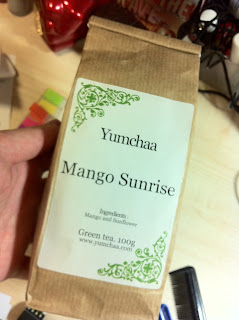 Yumchaa
Mango Sunrise
Ingredients:
Mango and Sunflower
Green tea, 100g
www.yumchaa.com